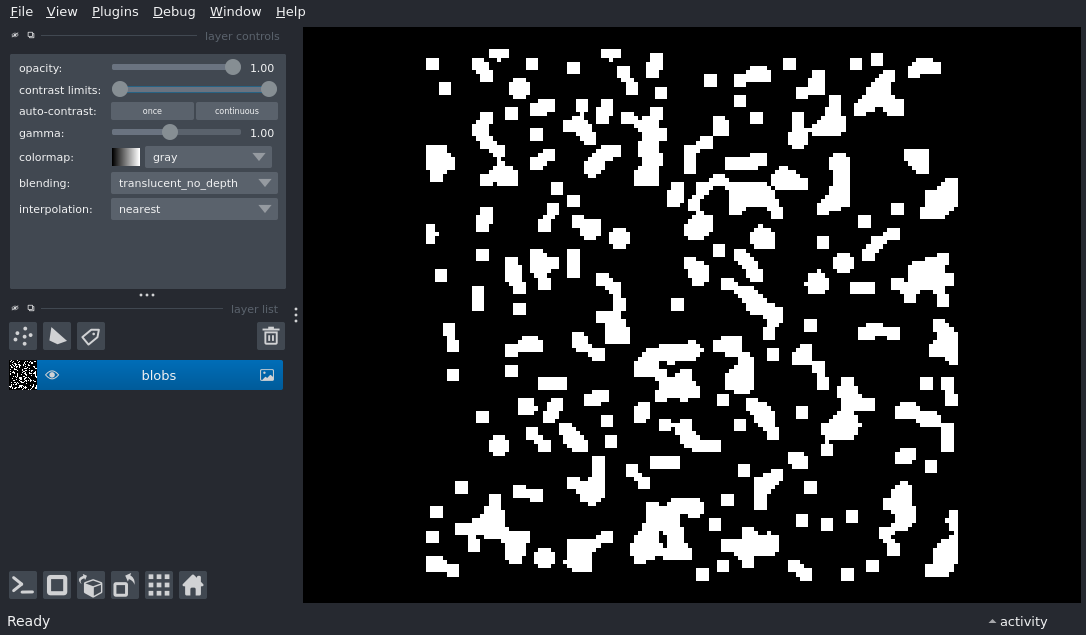 File View Plugins Debug Window Help
layer controls
opacity: 1.00
contrast limits:
auto-contrast: once continuous
gamma: 1.00
colormap: gray
blending: translucent_no_depth
interpolation: nearest
layer list
blobs
Ready activity